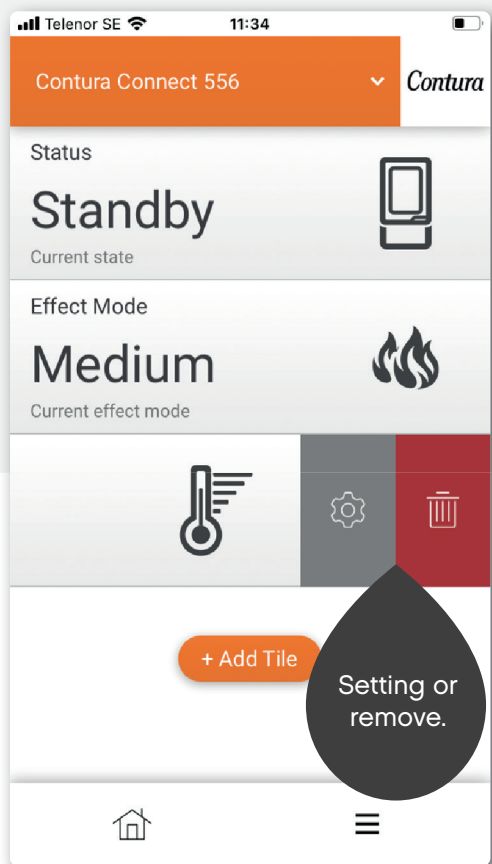 Telenor SE 11:34
Contura Connect 556 Contura
Status
Standby
Current state
Effect Mode
Medium
Current effect mode
+ Add Tile
Setting or
remove.